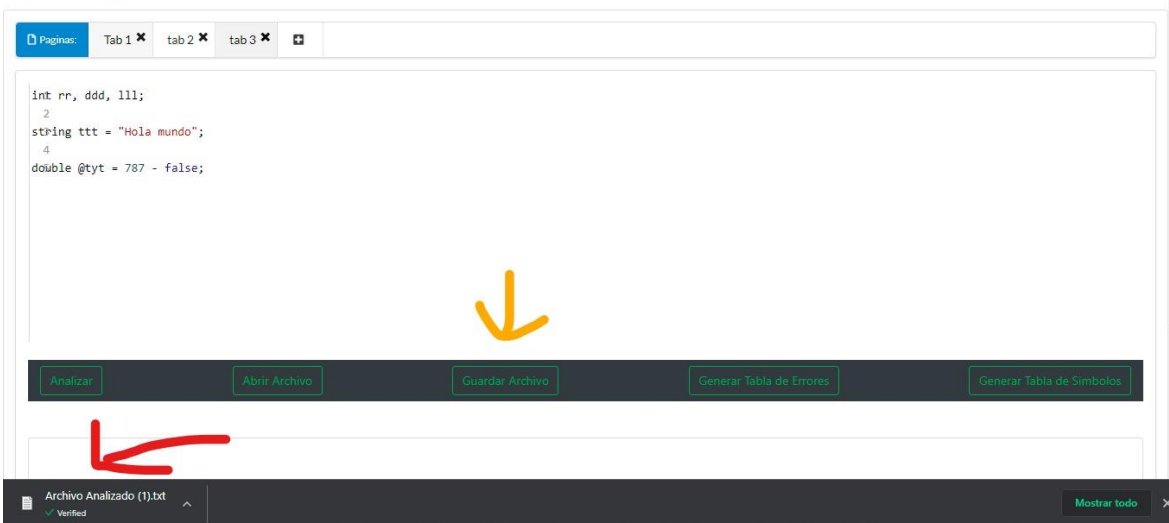 Paginas: Tab 1 ✖ tab 2 ✖ tab 3 ✖
int rr, ddd, lll;
2
string ttt = "Hola mundo";
4
double @tyt = 787 - false;
Analizar Abrir Archivo Guardar Archivo Generar Tabla de Errores Generar Tabla de Simbolos
Archivo Analizado (1).txt
Verified
Mostrar todo